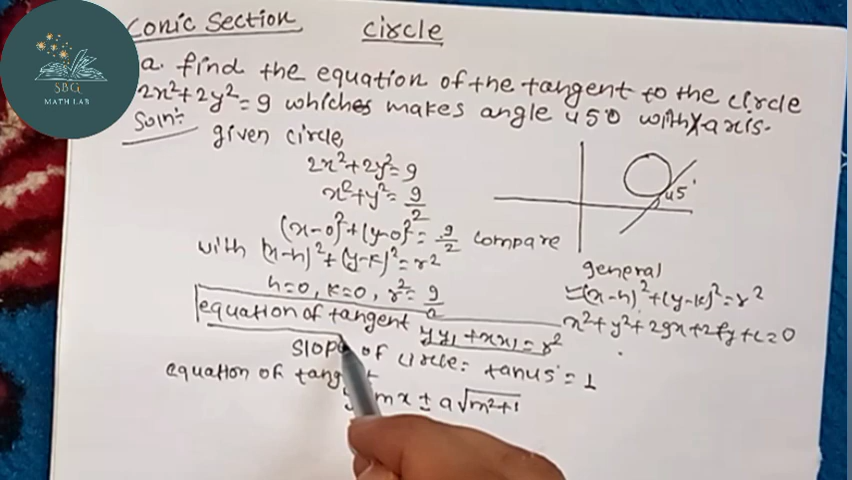 Conic Section
Circle
SBG
MATH LAB
a. find the equation of the tangent to the circle
2x²+2y²=9 whiches makes angle 450 with x axis.
Soln:-
given circle,
2x²+2y²=9
x²+y²=9/2
(x-0)²+(y-0)²=9/2 compare
with (x-h)²+(y-k)²=r²
h=0, k=0, r²=9/2
45°
general
=(x-h)²+(y-k)²=r²
x²+y²+2gx+2fy+c=0
equation of tangent yy₁+xx₁=r²
Slope of circle= tan45°=1
equation of tangent
y=mx±a√m²+1